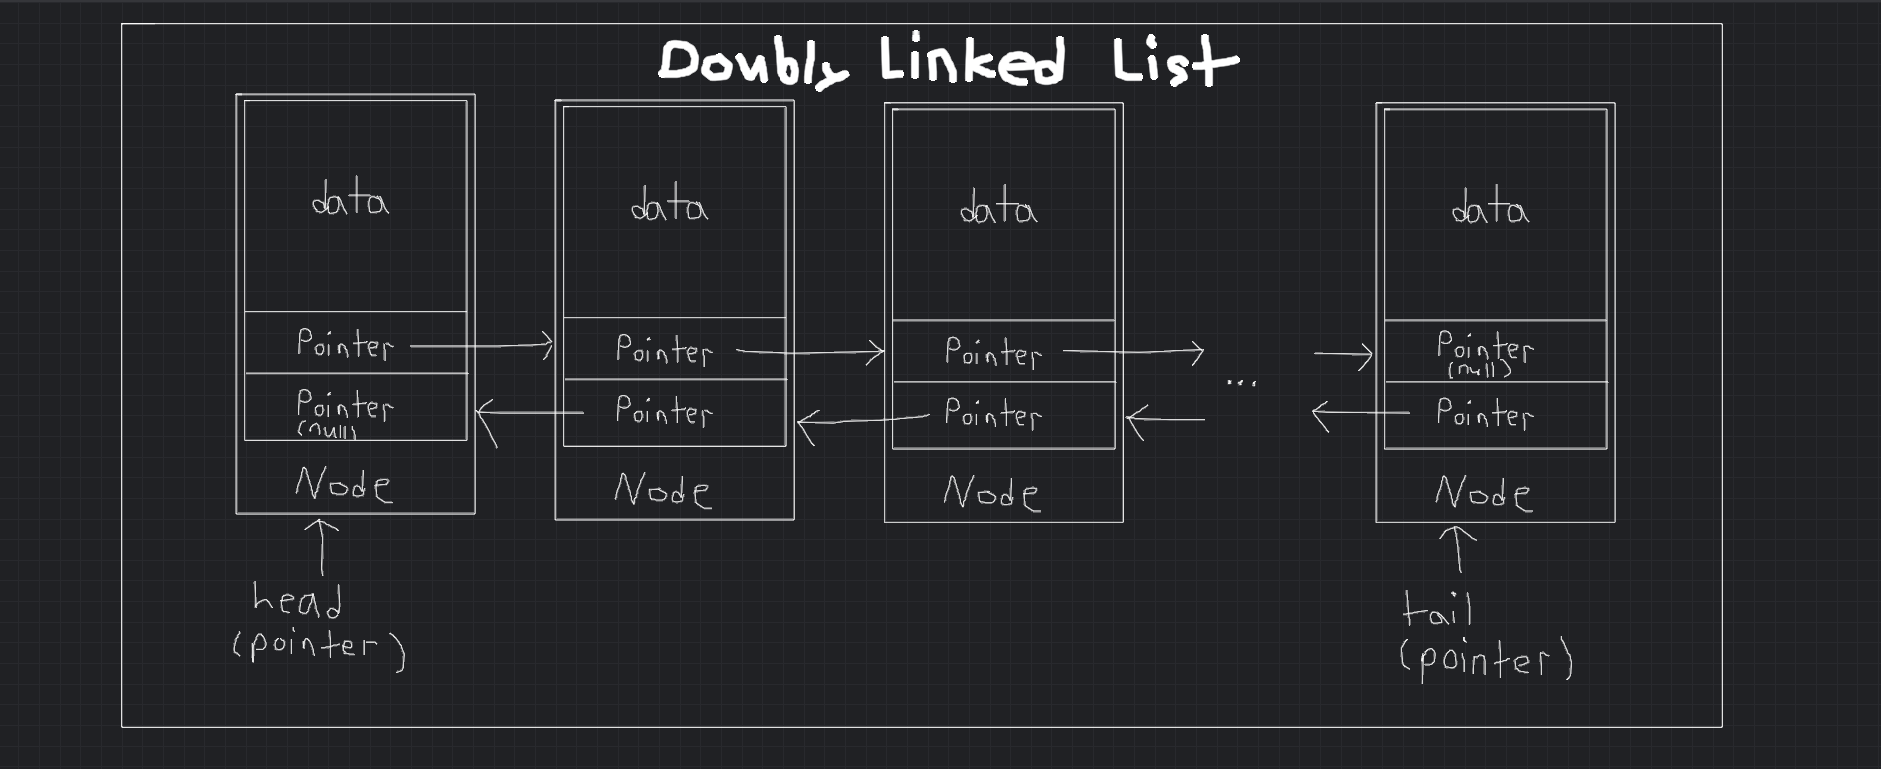 Doubly Linked List
data
Pointer
Pointer
(null)
Node
data
Pointer
Pointer
Node
data
Pointer
Pointer
Node
...
data
Pointer
(null)
Pointer
Node
head
(pointer)
tail
(pointer)